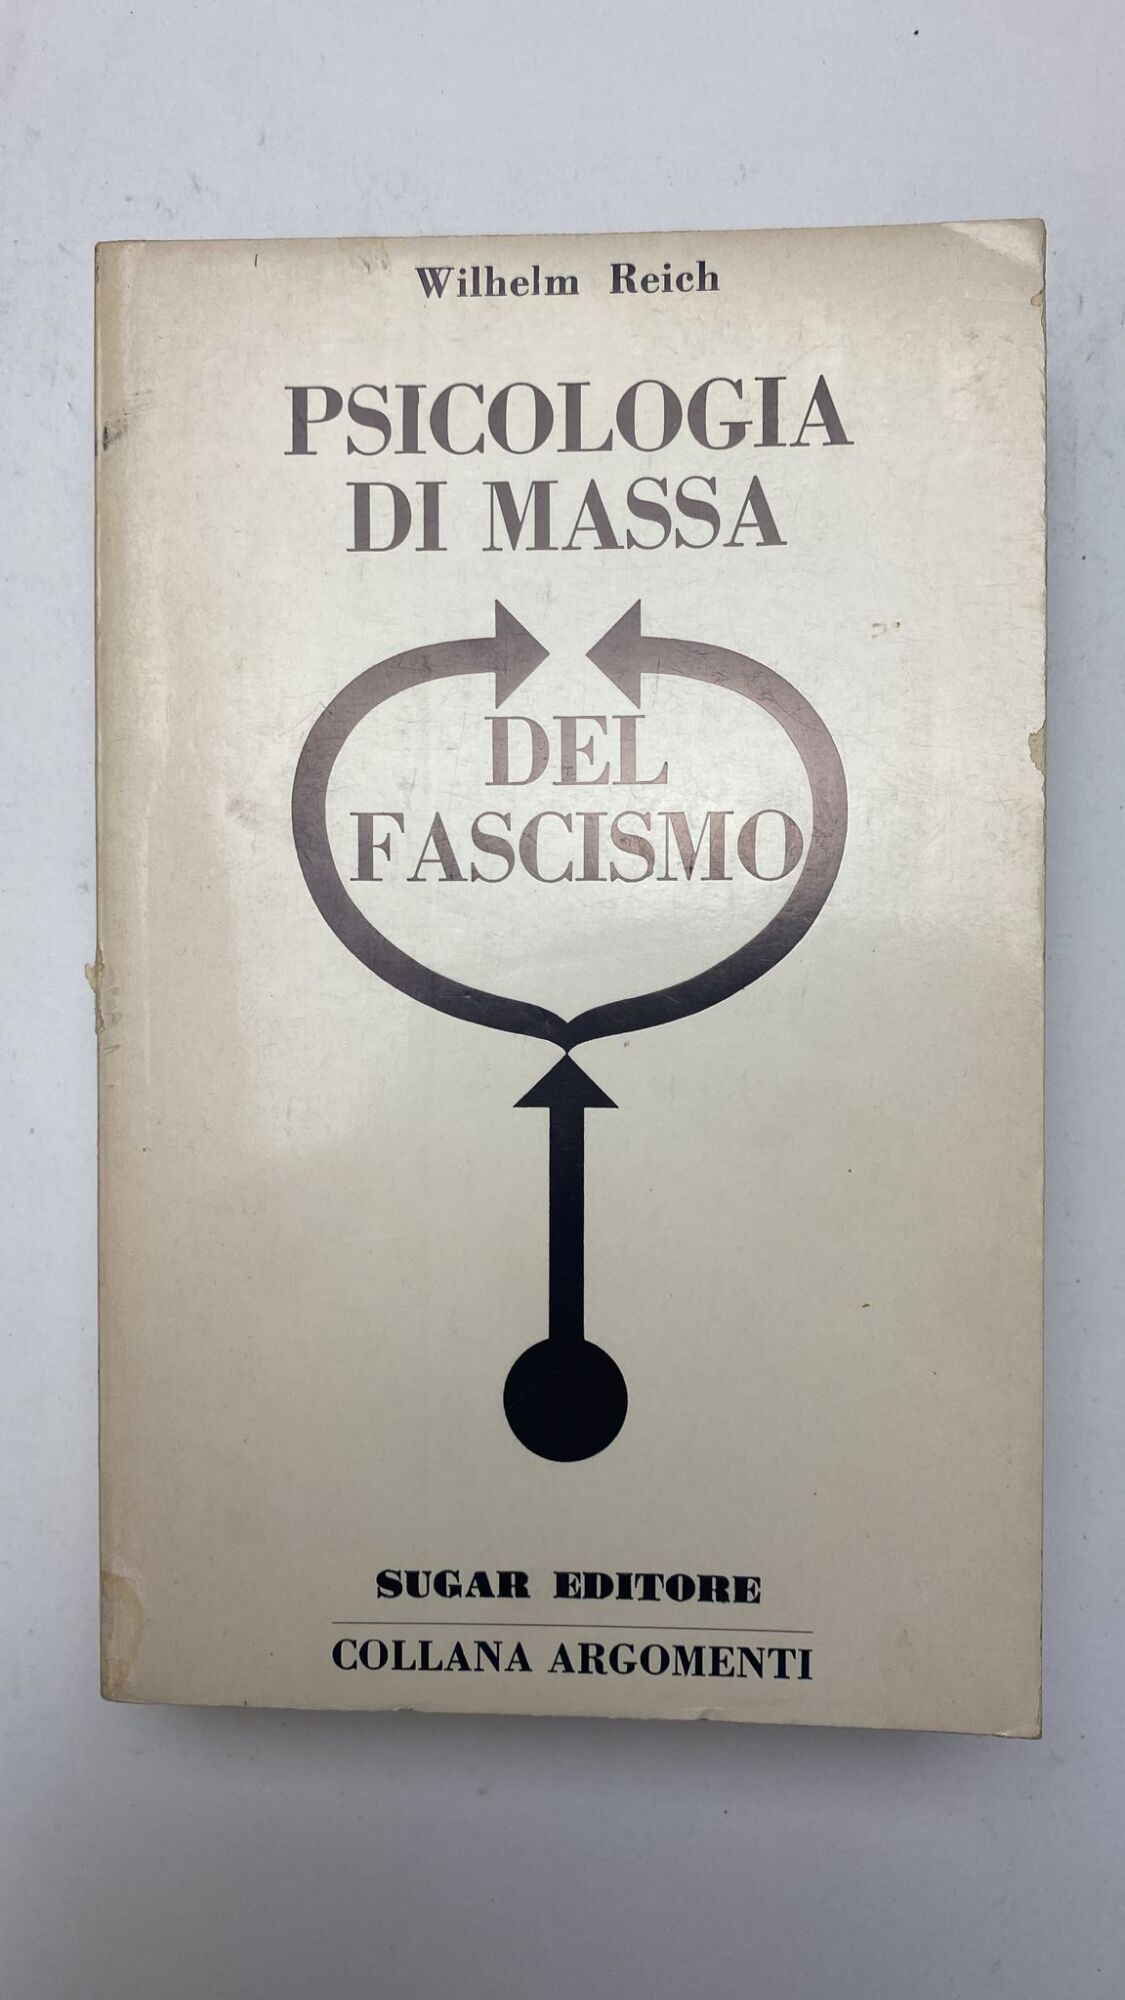 Wilhelm Reich
PSICOLOGIA
DI MASSA
DEL
FASCISMO
SUGAR EDITORE
COLLANA ARGOMENTI